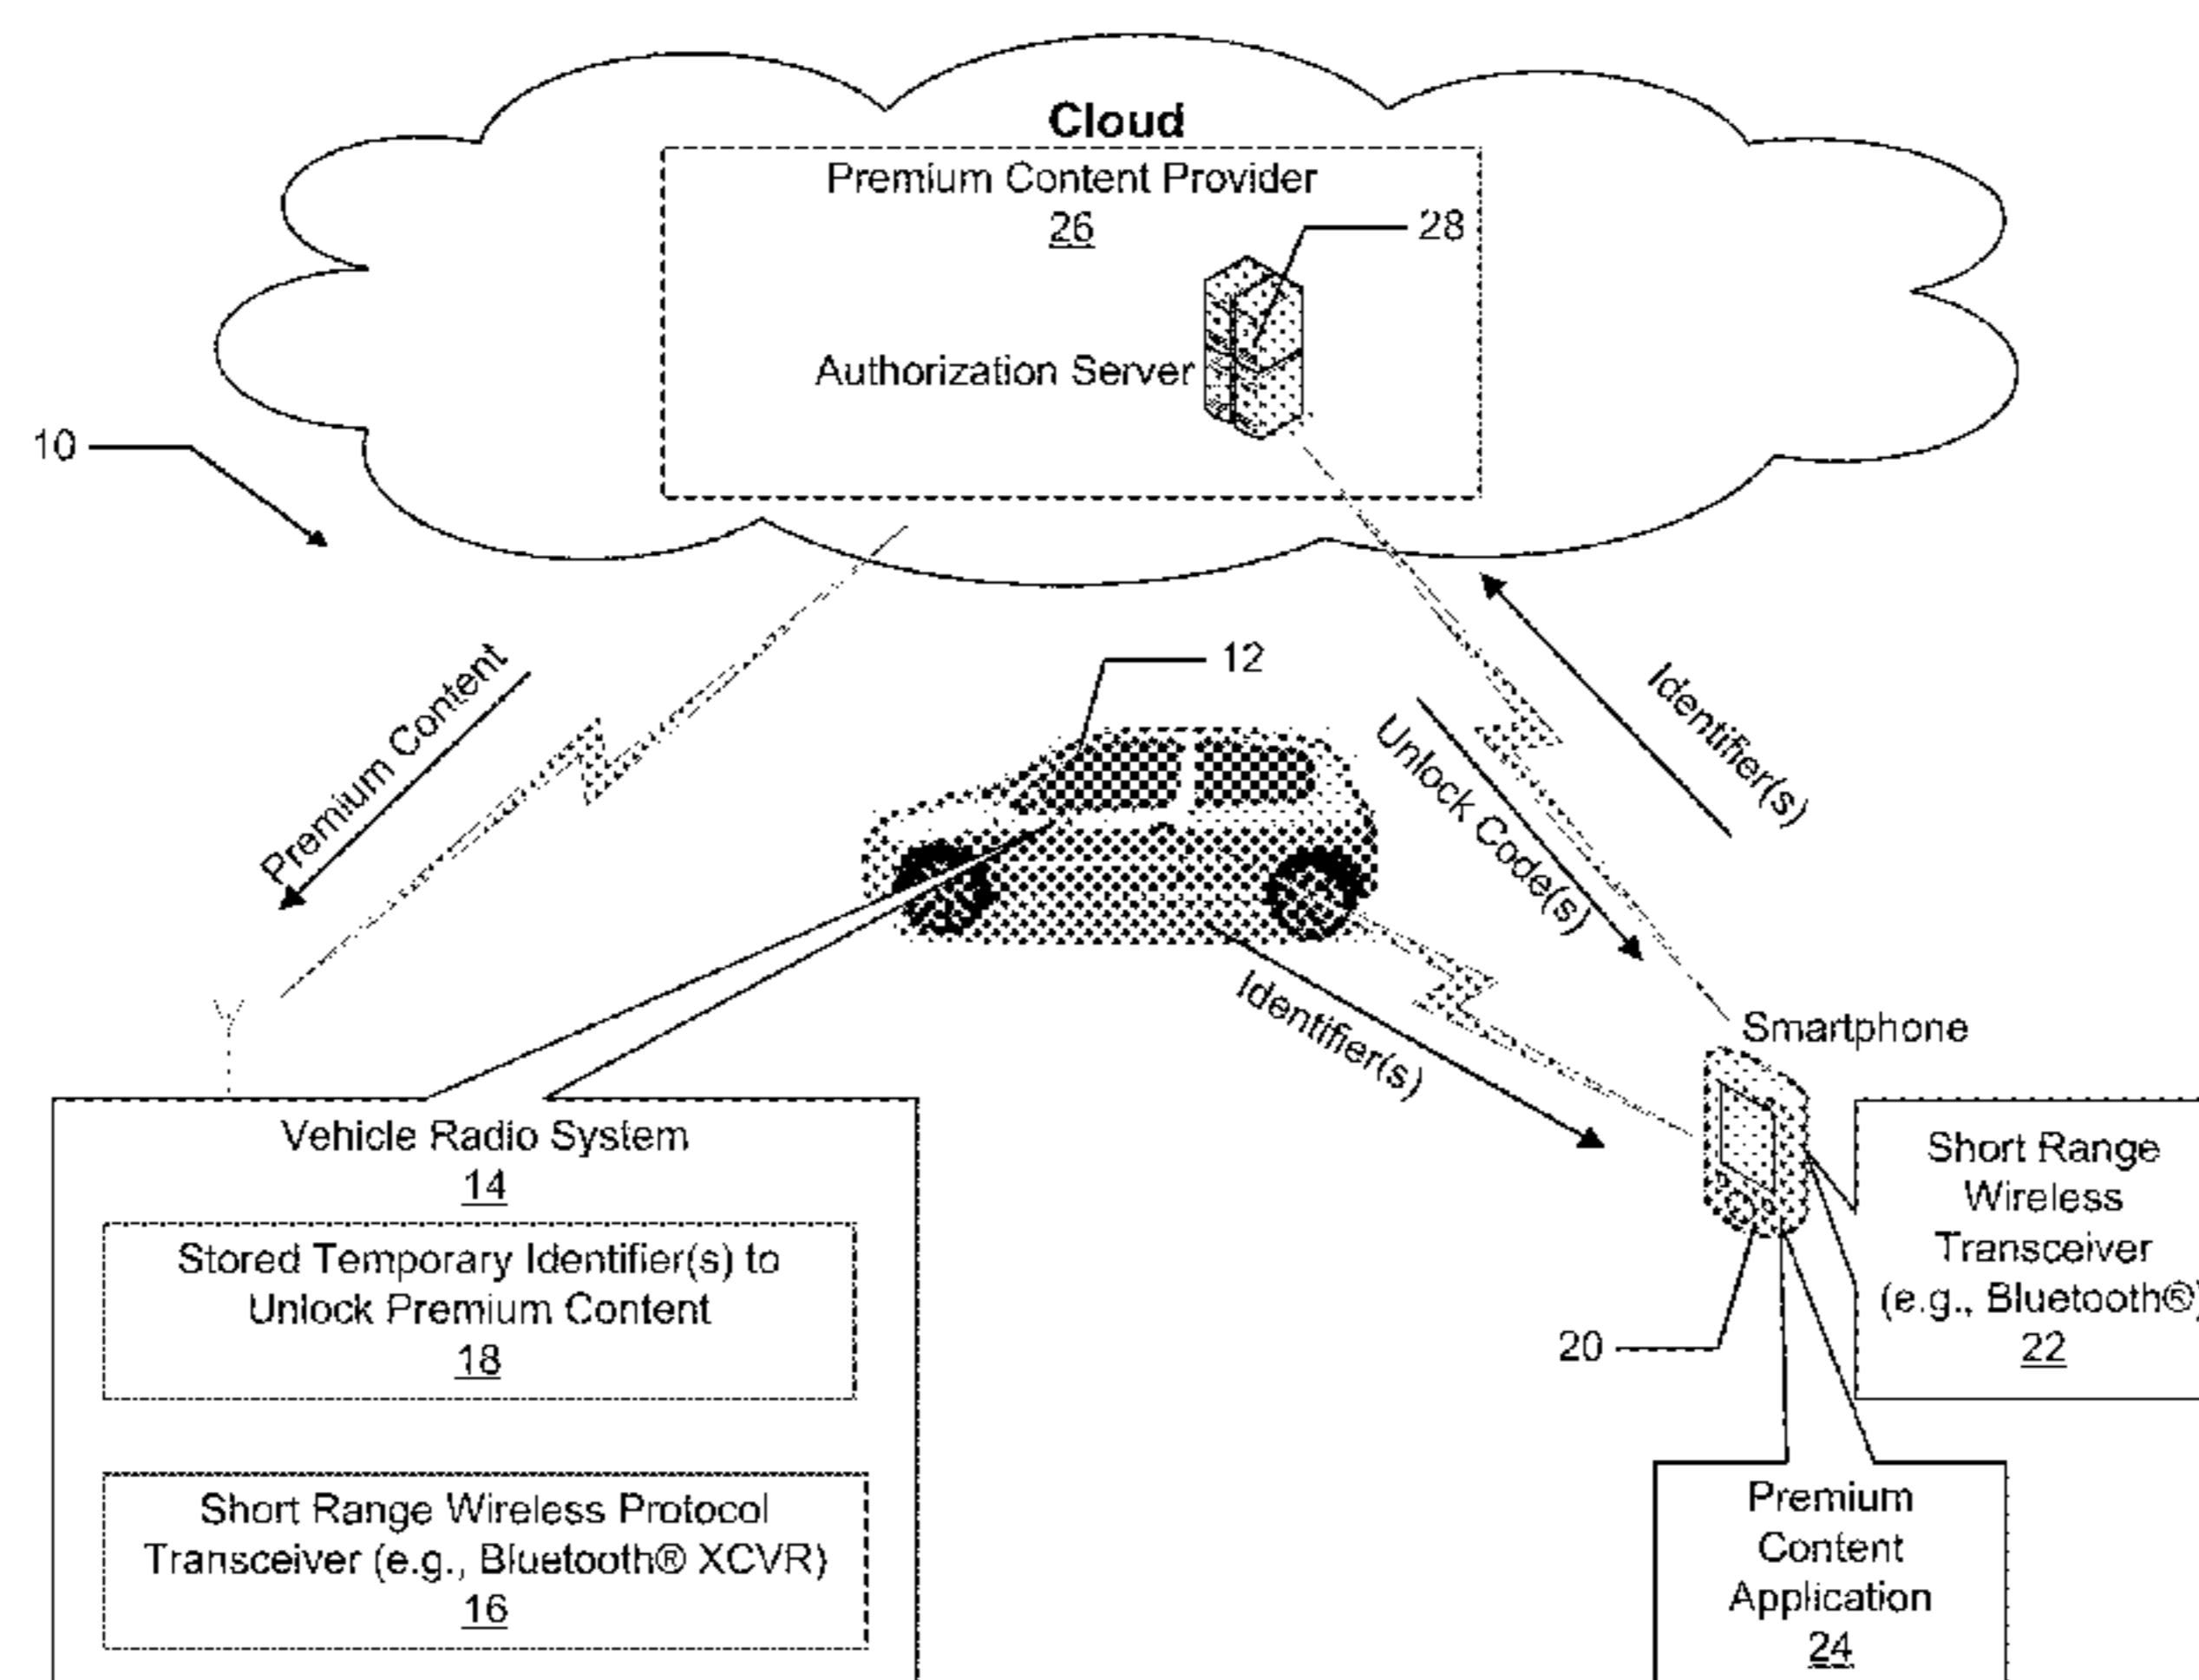 Cloud
Premium Content Provider
26
28
Authorization Server
10
12
Premium Content
Identifier(s)
Unlock Code(s)
Identifier(s)
Smartphone
Vehicle Radio System
14
Stored Temporary Identifier(s) to
Unlock Premium Content
18
Short Range Wireless Protocol
Transceiver (e.g., Bluetooth® XCVR)
16
Short Range
Wireless
Transceiver
(e.g., Bluetooth®)
22
20
Premium
Content
Application
24